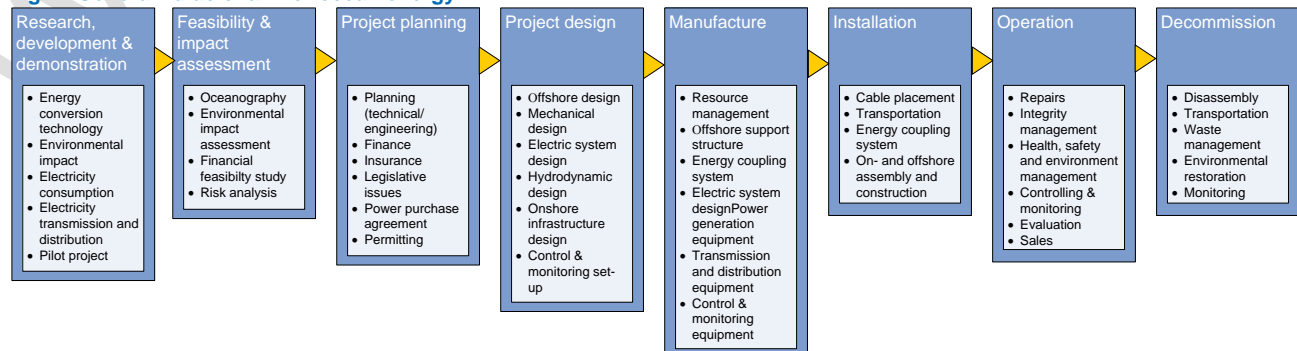 Research,
development &
demonstration
• Energy
conversion
technology
• Environmental
impact
• Electricity
consumption
• Electricity
transmission and
distribution
• Pilot project
Feasibility &
impact
assessment
• Oceanography
• Environmental
impact
assessment
• Financial
feasibilty study
• Risk analysis
Project planning
• Planning
(technical/
engineering)
• Finance
• Insurance
• Legislative
issues
• Power purchase
agreement
• Permitting
Project design
• Offshore design
• Mechanical
design
• Electric system
design
• Hydrodynamic
design
• Onshore
infrastructure
design
• Control &
monitoring set-
up
Manufacture
• Resource
management
• Offshore support
structure
• Energy coupling
system
• Electric system
designPower
generation
equipment
• Transmission
and distribution
equipment
• Control &
monitoring
equipment
Installation
• Cable placement
• Transportation
• Energy coupling
system
• On- and offshore
assembly and
construction
Operation
• Repairs
• Integrity
management
• Health, safety
and environment
management
• Controlling &
monitoring
• Evaluation
• Sales
Decommission
• Disassembly
• Transportation
• Waste
management
• Environmental
restoration
• Monitoring